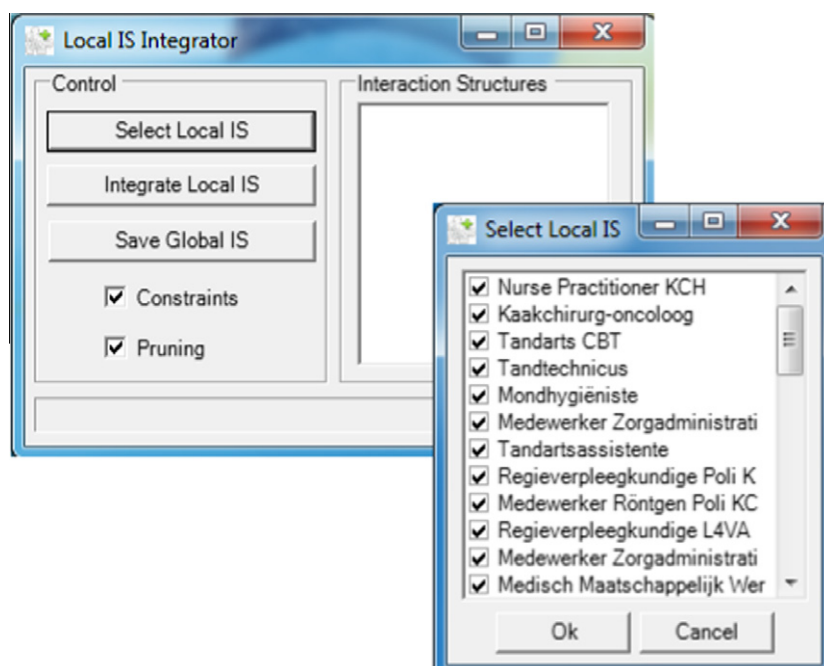 Local IS Integrator
Control
Interaction Structures
Select Local IS
Integrate Local IS
Save Global IS
Constraints
Pruning
Select Local IS
Nurse Practitioner KCH
Kaakchirurg-oncoloog
Tandarts CBT
Tandtechnicus
Mondhygiëniste
Medewerker Zorgadministrati
Tandartsassistente
Regieverpleegkundige Poli K
Medewerker Röntgen Poli KC
Regieverpleegkundige L4VA
Medewerker Zorgadministrati
Medisch Maatschappelijk Wer
Ok
Cancel